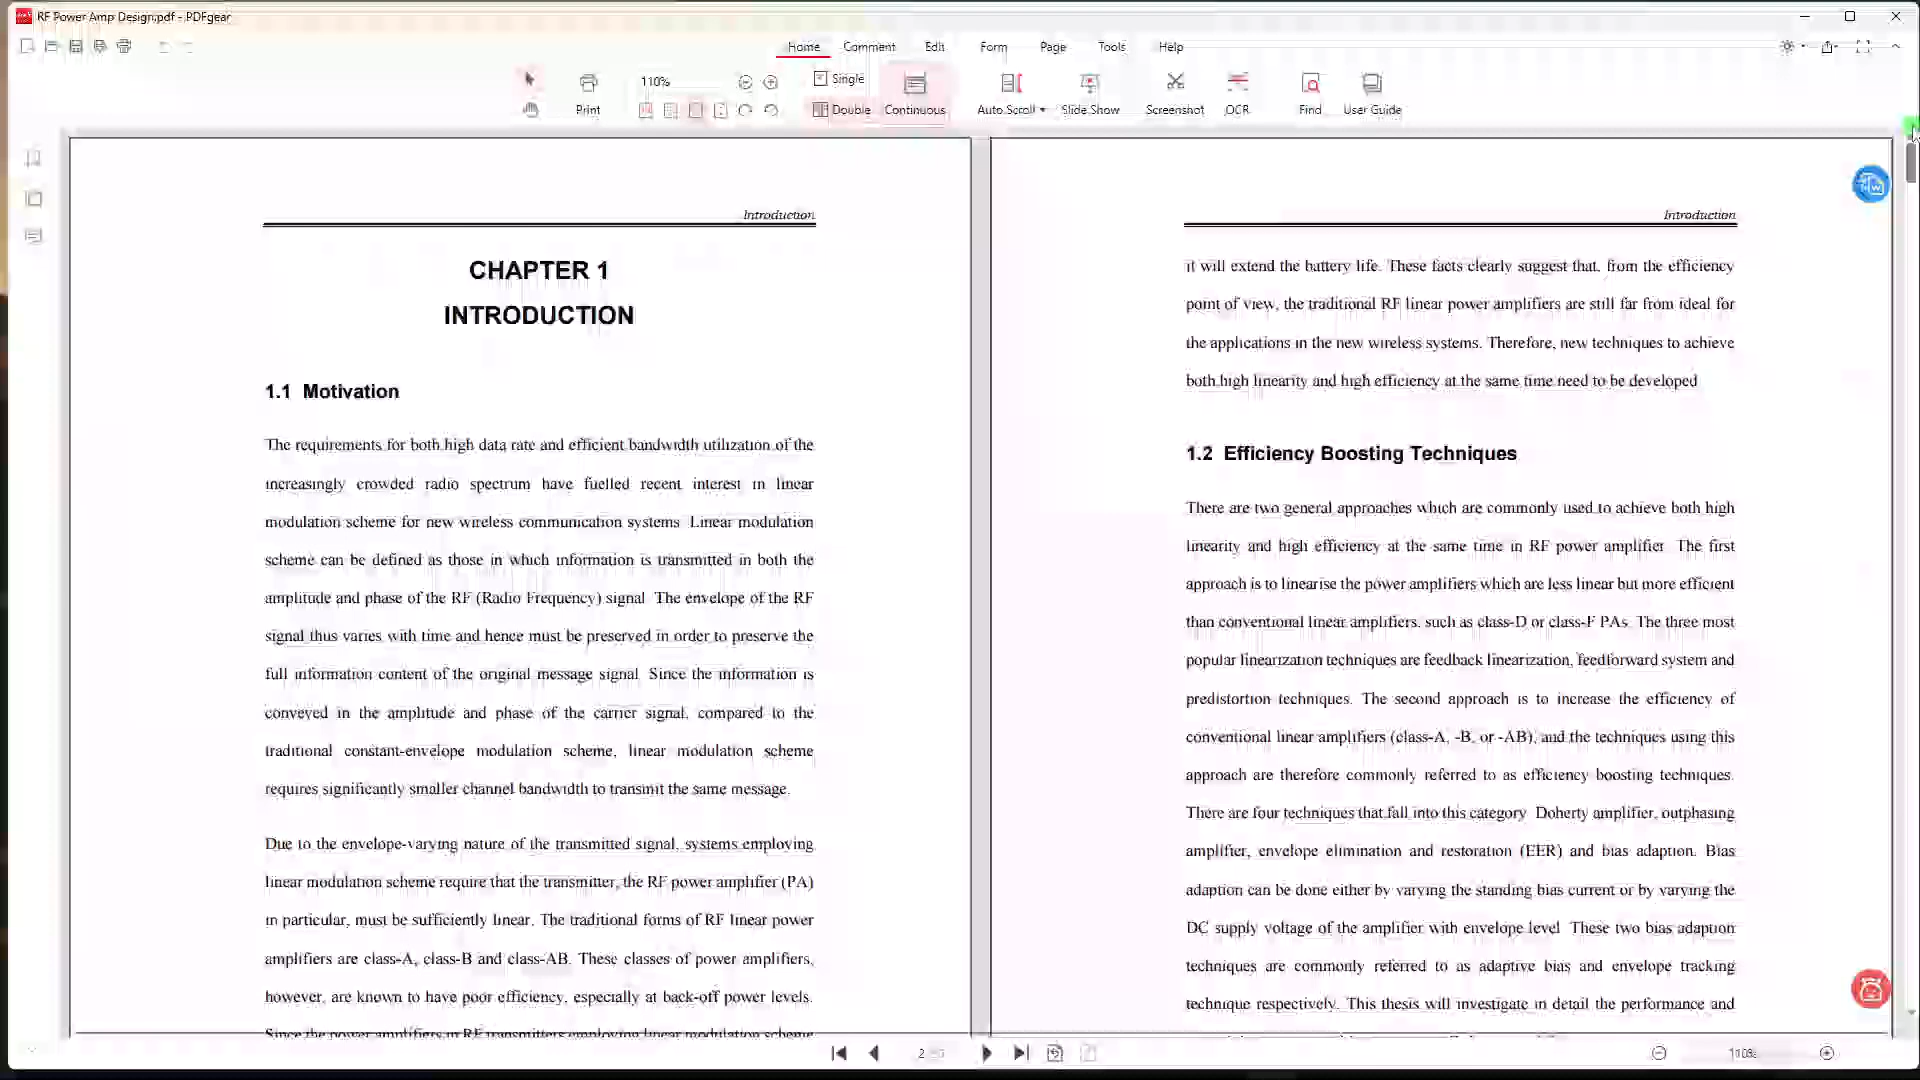 RF Power Amp Design.pdf - PDFgear
Home Comment Edit Form Page Tools Help
Print
110%
Single
Double
Continuous
Auto Scroll
Slide Show
Screenshot
OCR
Find
User Guide
Introduction
CHAPTER 1
INTRODUCTION
1.1 Motivation
The requirements for both high data rate and efficient bandwidth utilization of the
increasingly crowded radio spectrum have fuelled recent interest in linear
modulation scheme for new wireless communication systems. Linear modulation
scheme can be defined as those in which information is transmitted in both the
amplitude and phase of the RF (Radio Frequency) signal. The envelope of the RF
signal thus varies with time and hence must be preserved in order to preserve the
full information content of the original message signal. Since the information is
conveyed in the amplitude and phase of the carrier signal, compared to the
traditional constant-envelope modulation scheme, linear modulation scheme
requires significantly smaller channel bandwidth to transmit the same message.
Due to the envelope-varying nature of the transmitted signal, systems employing
linear modulation scheme require that the transmitter, the RF power amplifier (PA)
in particular, must be sufficiently linear. The traditional forms of RF linear power
amplifiers are class-A, class-B and class-AB. These classes of power amplifiers,
however, are known to have poor efficiency, especially at back-off power levels.
Since the power amplifiers in RF transmitters employing linear modulation scheme
Introduction
it will extend the battery life. These facts clearly suggest that, from the efficiency
point of view, the traditional RF linear power amplifiers are still far from ideal for
the applications in the new wireless systems. Therefore, new techniques to achieve
both high linearity and high efficiency at the same time need to be developed
1.2 Efficiency Boosting Techniques
There are two general approaches which are commonly used to achieve both high
linearity and high efficiency at the same time in RF power amplifier. The first
approach is to linearise the power amplifiers which are less linear but more efficient
than conventional linear amplifiers, such as class-D or class-F PAs. The three most
popular linearization techniques are feedback linearization, feedforward system and
predistortion techniques. The second approach is to increase the efficiency of
conventional linear amplifiers (class-A, -B, or -AB), and the techniques using this
approach are therefore commonly referred to as efficiency boosting techniques.
There are four techniques that fall into this category. Doherty amplifier, outphasing
amplifier, envelope elimination and restoration (EER) and bias adaption. Bias
adaption can be done either by varying the standing bias current or by varying the
DC supply voltage of the amplifier with envelope level. These two bias adaption
techniques are commonly referred to as adaptive bias and envelope tracking
technique respectively. This thesis will investigate in detail the performance and
2